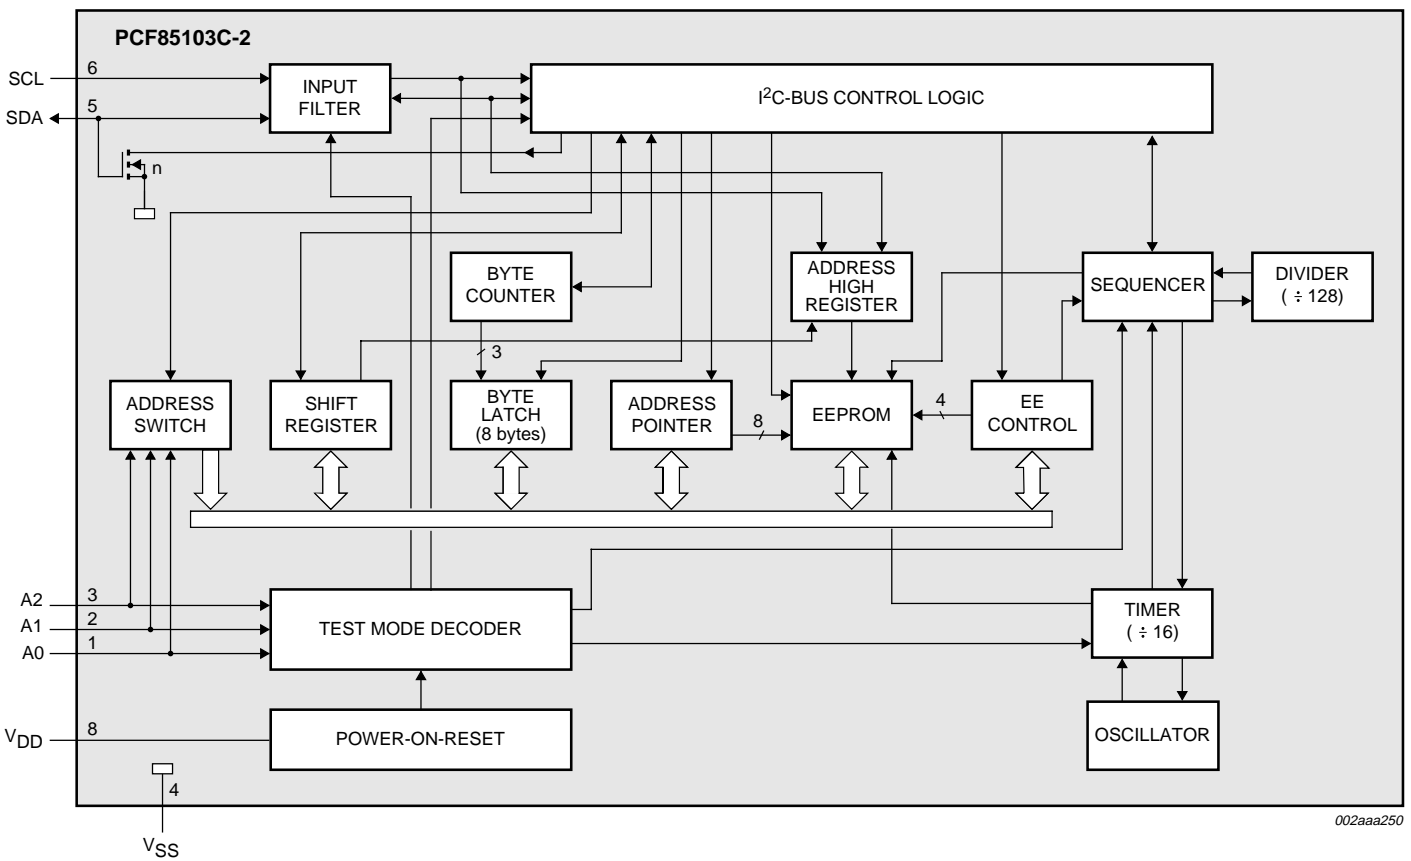 PCF85103C-2
SCL
6
INPUT
FILTER
I²C-BUS CONTROL LOGIC
SDA
5
n
BYTE
COUNTER
ADDRESS
HIGH
REGISTER
SEQUENCER
DIVIDER
( ÷ 128)
3
ADDRESS
SWITCH
SHIFT
REGISTER
BYTE
LATCH
(8 bytes)
ADDRESS
POINTER
8
EEPROM
4
EE
CONTROL
A2
3
A1
2
A0
1
TEST MODE DECODER
TIMER
( ÷ 16)
VDD
8
POWER-ON-RESET
OSCILLATOR
4
VSS
002aaa250